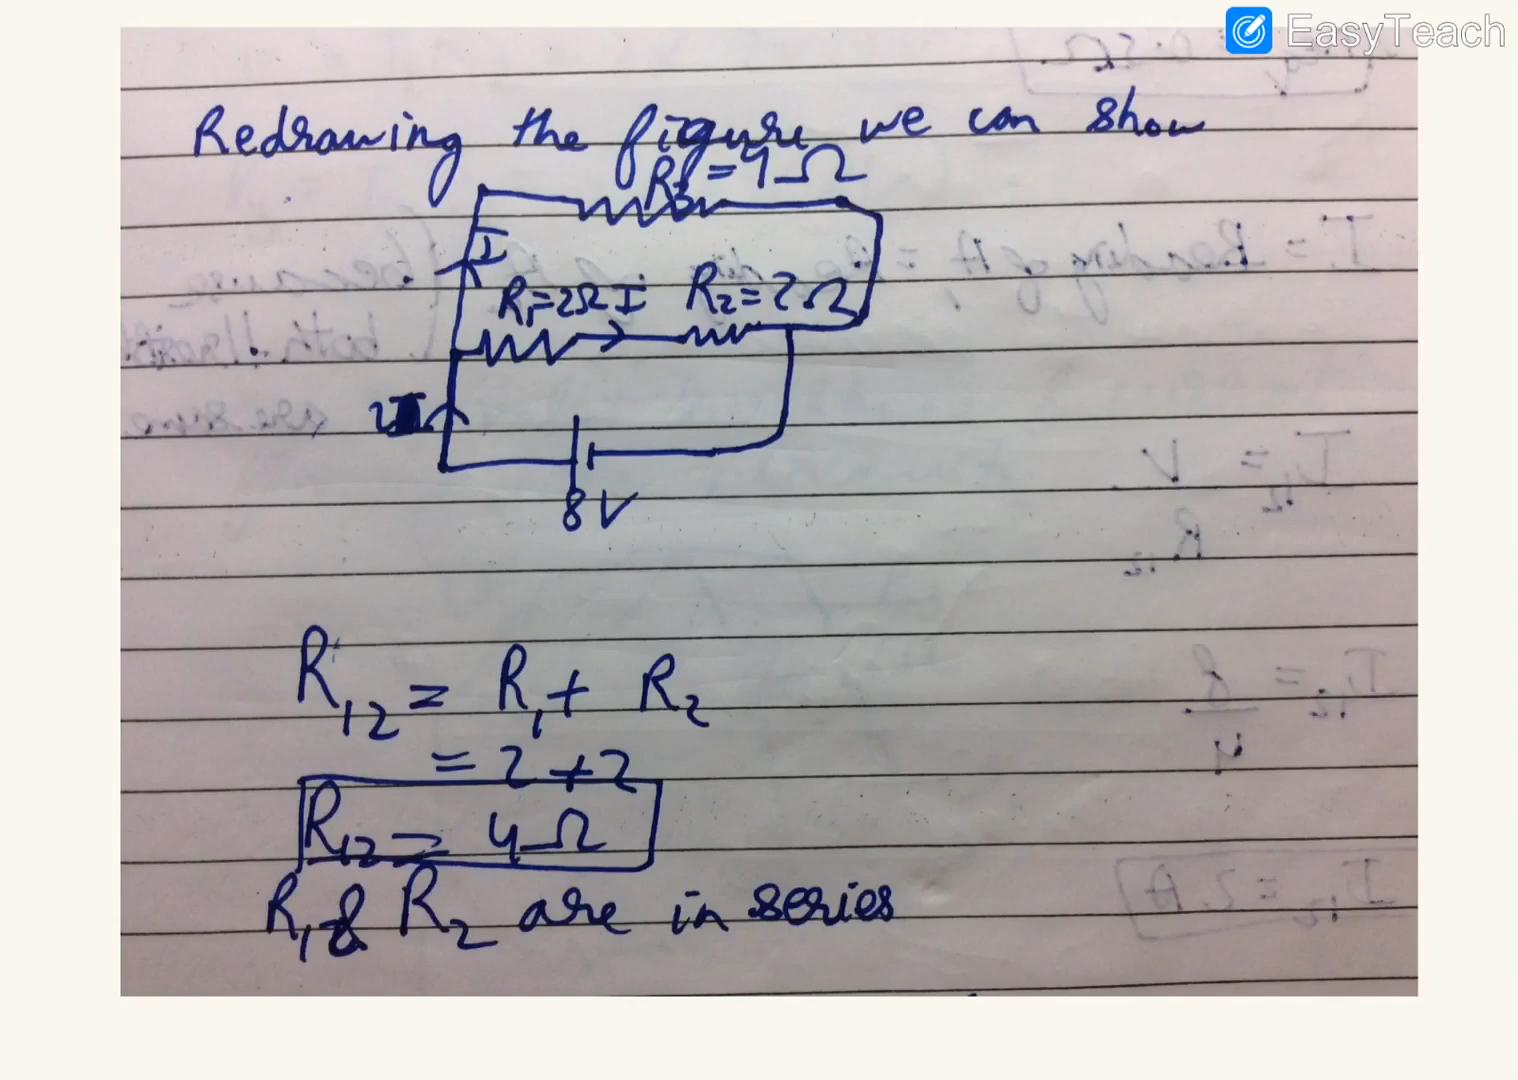 EasyTeach
Redrawing the figure we can show
R3=4Ω
I
R1=2Ω I R2=2Ω
2I
8V
R12 = R1+ R2
= 2+2
R12= 4Ω
R1 & R2 are in series